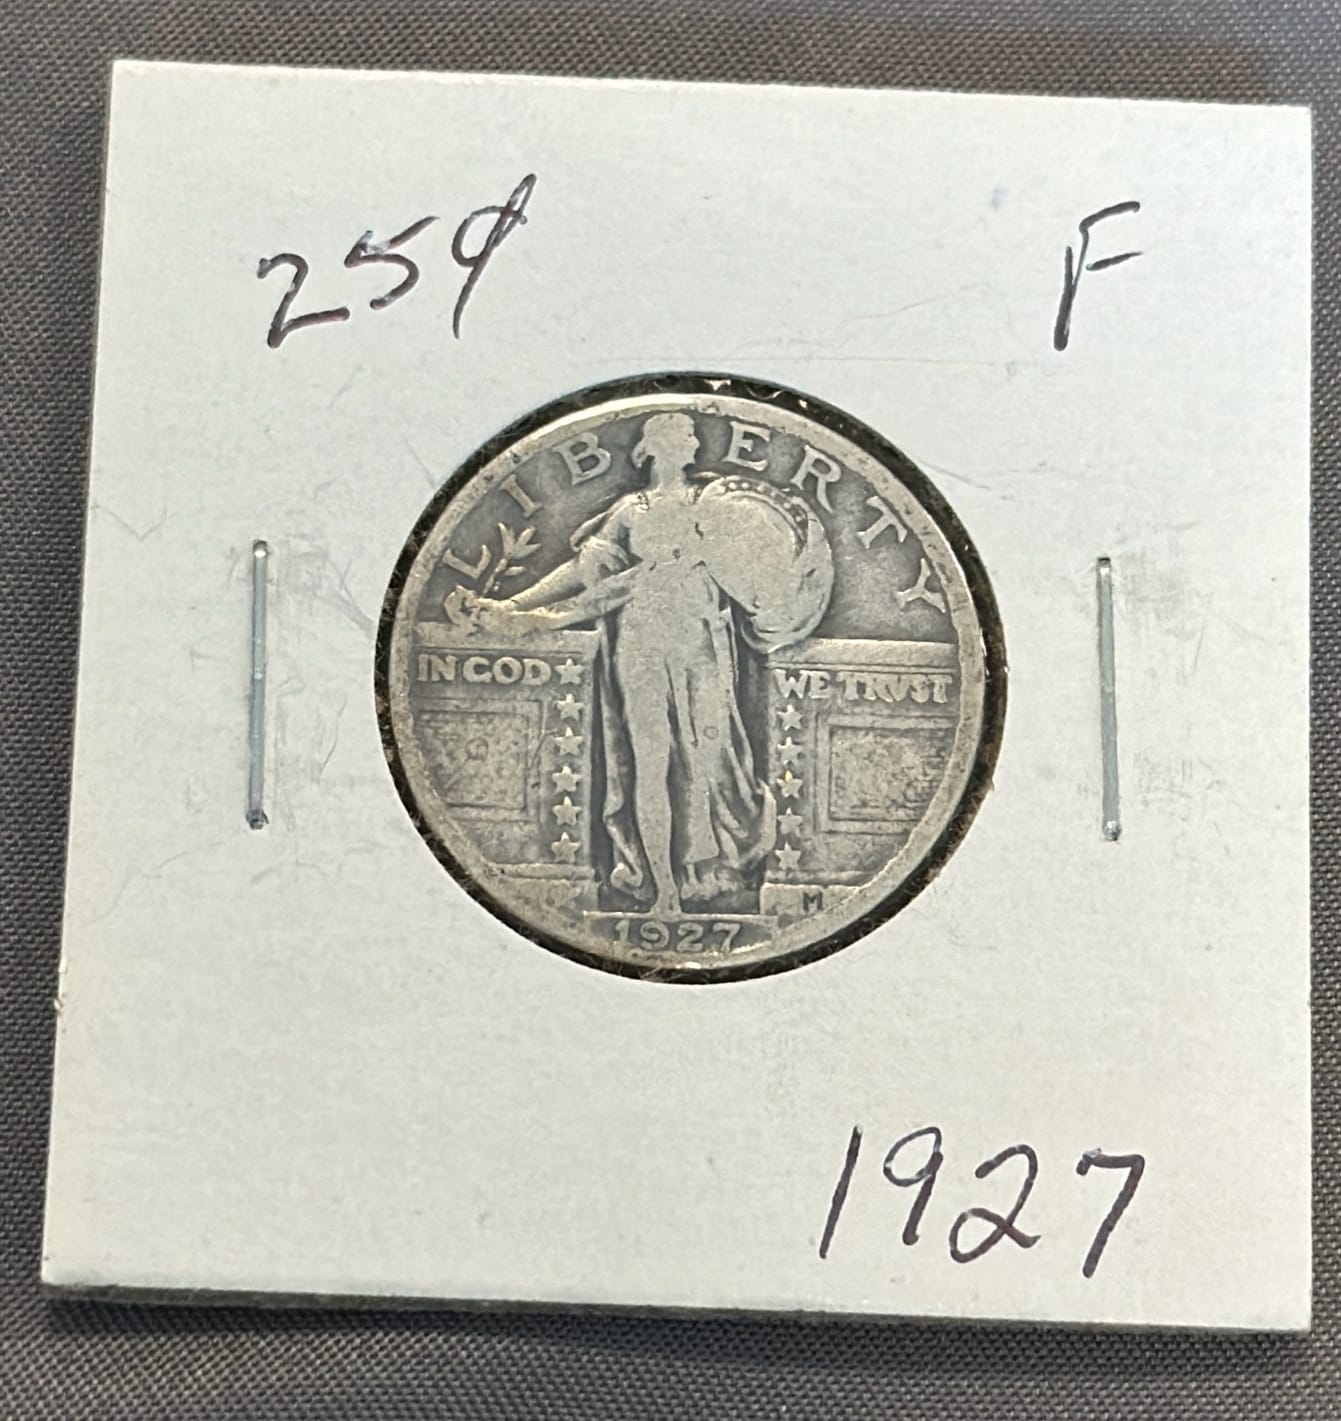 25¢ F
LIBERTY
IN GOD WE TRUST
M
1927
1927